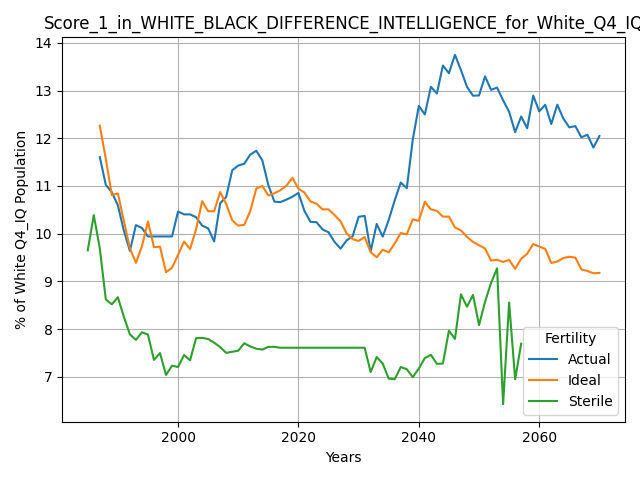 Score_1_in_WHITE_BLACK_DIFFERENCE_INTELLIGENCE_for_White_Q4_IQ
14
13
12
11
10
9
8
7
% of White Q4_IQ Population
2000 2020 2040 2060
Years
Fertility
Actual
Ideal
Sterile